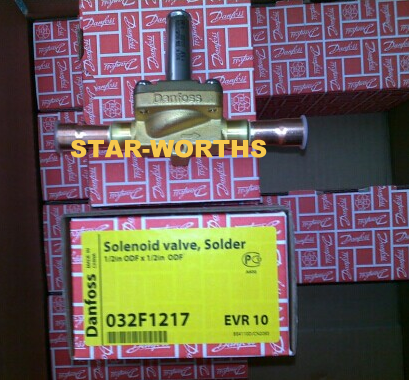 Danfoss
STAR-WORTHS
Danfoss
Solenoid valve, Solder
1/2in ODF x 1/2in ODF
032F1217
EVR 10